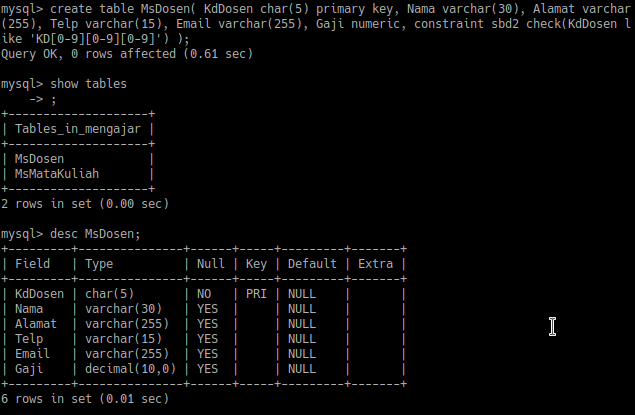 mysql> create table MsDosen( KdDosen char(5) primary key, Nama varchar(30), Alamat varchar
(255), Telp varchar(15), Email varchar(255), Gaji numeric, constraint sbd2 check(KdDosen l
ike 'KD[0-9][0-9][0-9]') );
Query OK, 0 rows affected (0.61 sec)

mysql> show tables
    -> ;
+--------------------+
| Tables_in_mengajar |
+--------------------+
| MsDosen            |
| MsMataKuliah       |
+--------------------+
2 rows in set (0.00 sec)

mysql> desc MsDosen;
+---------+---------------+------+-----+---------+-------+
| Field   | Type          | Null | Key | Default | Extra |
+---------+---------------+------+-----+---------+-------+
| KdDosen | char(5)       | NO   | PRI | NULL    |       |
| Nama    | varchar(30)   | YES  |     | NULL    |       |
| Alamat  | varchar(255)  | YES  |     | NULL    |       |
| Telp    | varchar(15)   | YES  |     | NULL    |       |
| Email   | varchar(255)  | YES  |     | NULL    |       |
| Gaji    | decimal(10,0) | YES  |     | NULL    |       |
+---------+---------------+------+-----+---------+-------+
6 rows in set (0.01 sec)